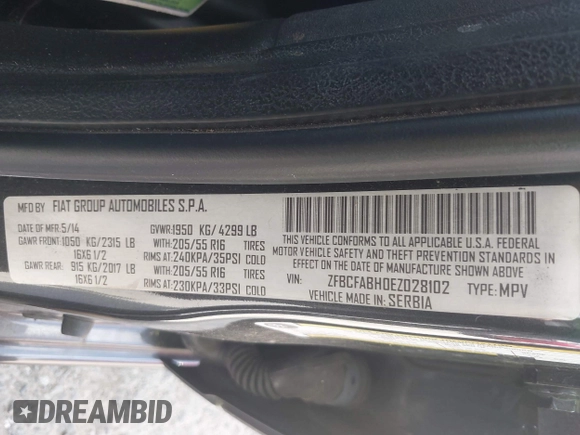 MFD BY FIAT GROUP AUTOMOBILES S.P.A.
DATE OF MFR: 5/14 GVWR: 1950 KG/ 4299 LB
GAWR FRONT: 1050 KG/2315 LB WITH: 205/55 R16 TIRES
16X6 1/2 RIMS AT: 240KPA/35PSI COLD
GAWR REAR: 915 KG/2017 LB WITH: 205/55 R16 TIRES
16X6 1/2 RIMS AT: 230KPA/33PSI COLD
THIS VEHICLE CONFORMS TO ALL APPLICABLE U.S.A. FEDERAL
MOTOR VEHICLE SAFETY AND THEFT PREVENTION STANDARDS
IN EFFECT ON THE DATE OF MANUFACTURE SHOWN ABOVE.
VIN: ZFBCFABH0EZ028102 TYPE: MPV
VEHICLE MADE IN: SERBIA
DREAMBID